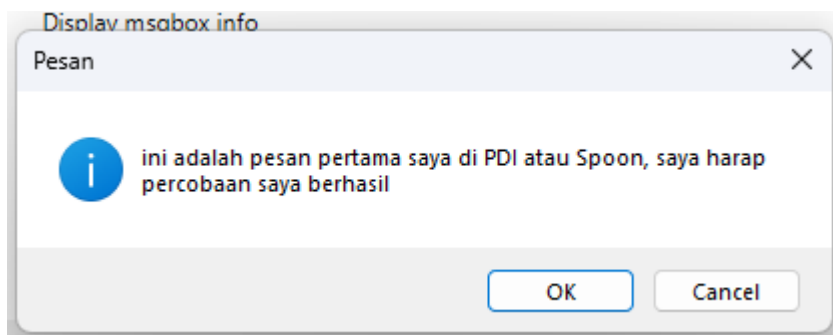 Display msgbox info
Pesan
ini adalah pesan pertama saya di PDI atau Spoon, saya harap
percobaan saya berhasil
OK
Cancel